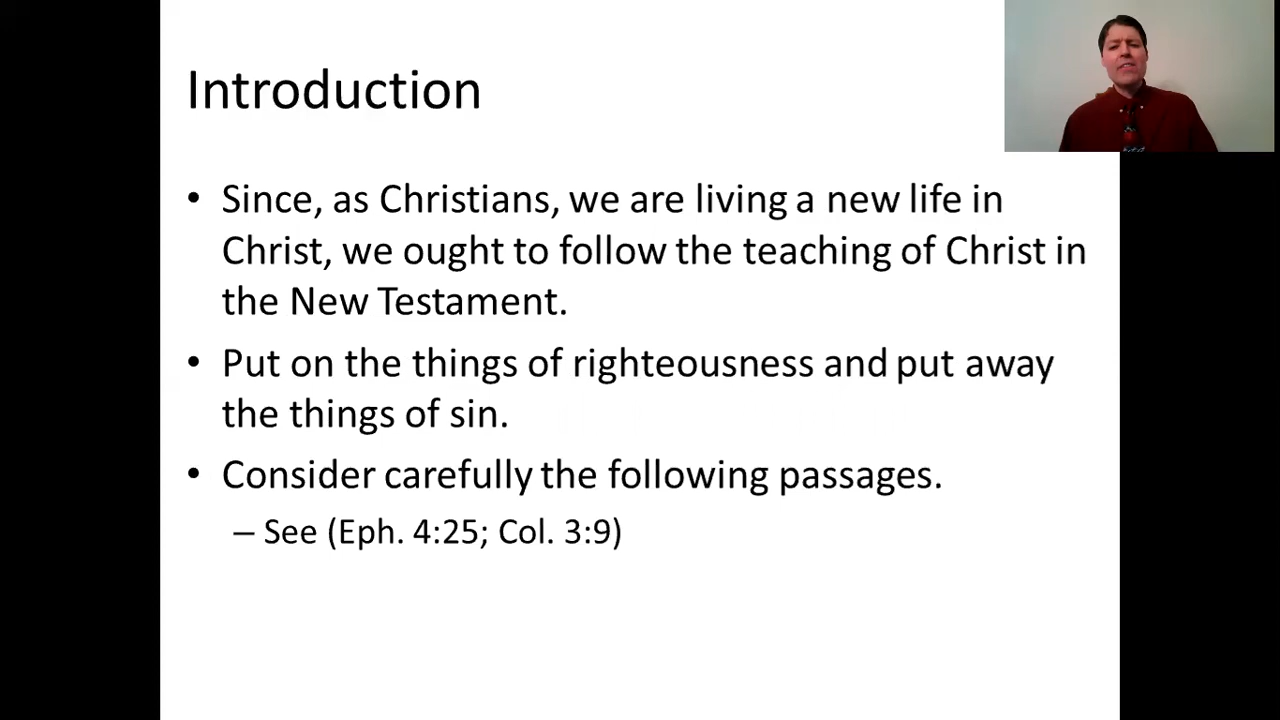 Introduction
• Since, as Christians, we are living a new life in
Christ, we ought to follow the teaching of Christ in
the New Testament.
• Put on the things of righteousness and put away
the things of sin.
• Consider carefully the following passages.
– See (Eph. 4:25; Col. 3:9)